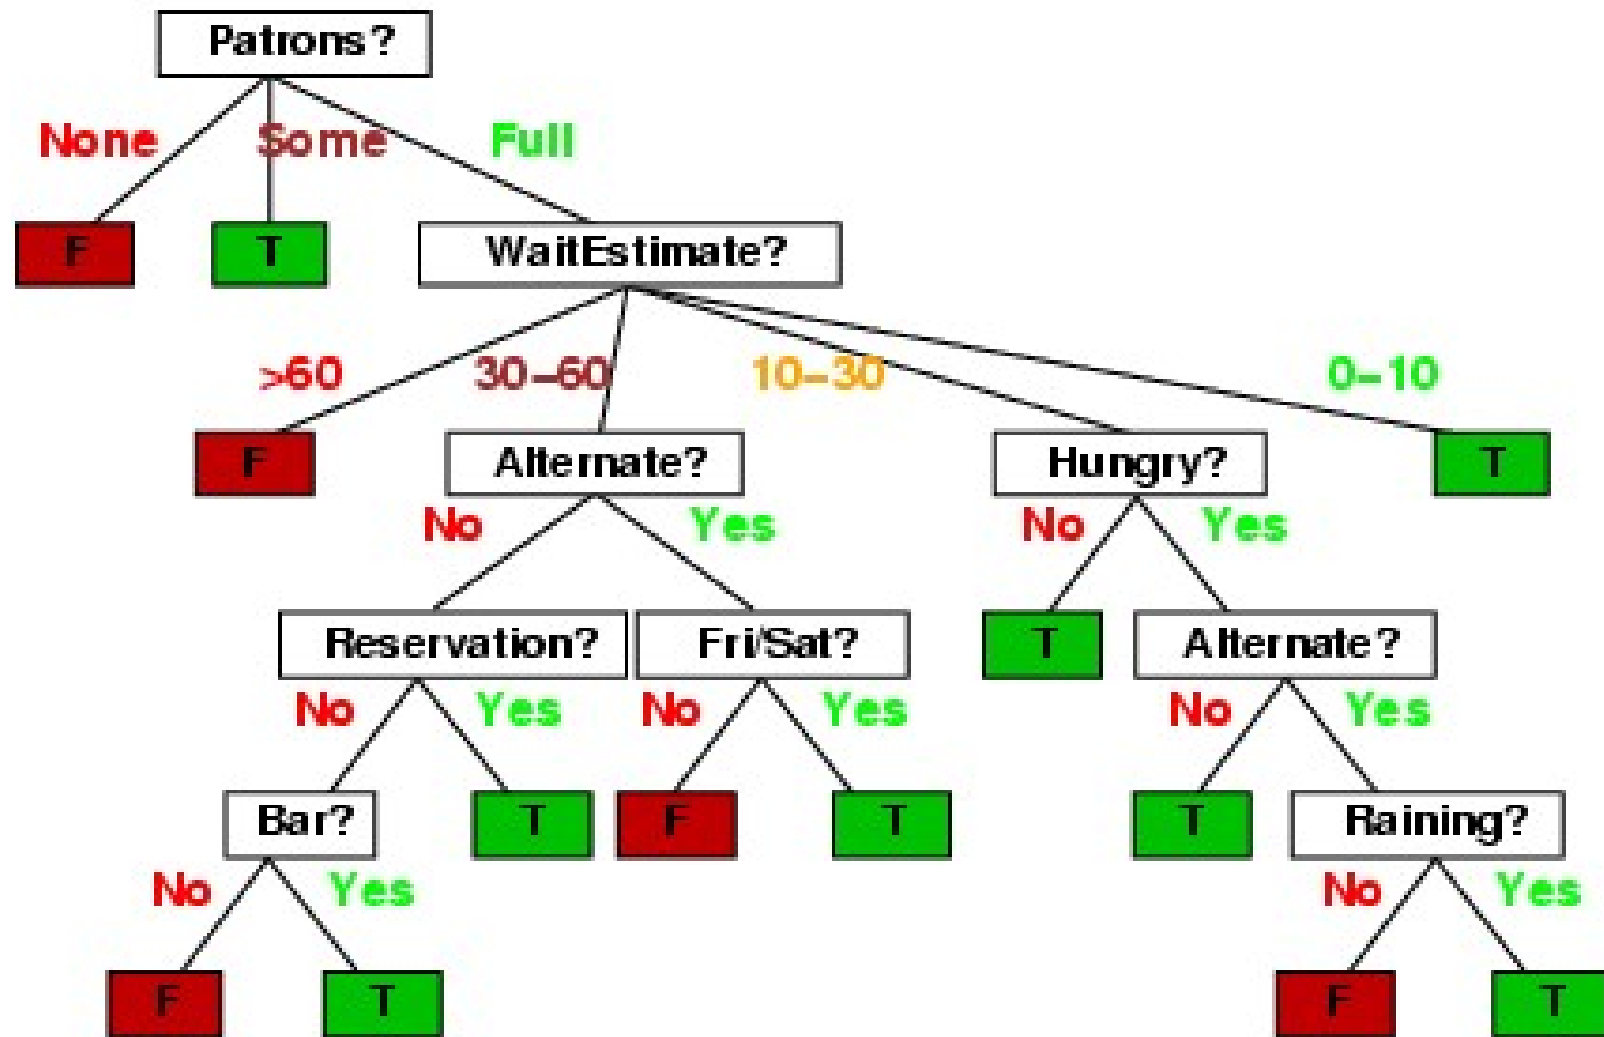 Patrons?
None Some Full
F T WaitEstimate?
>60 30–60 10–30 0–10
F Alternate? Hungry? T
No Yes No Yes
Reservation? Fri/Sat? T Alternate?
No Yes No Yes No Yes
Bar? T F T T Raining?
No Yes No Yes
F T F T